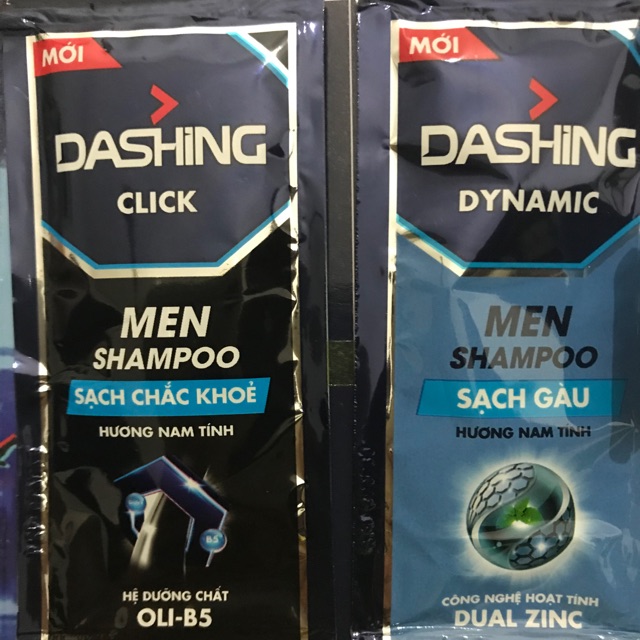 MỚI
DASHiNG
CLICK
MEN
SHAMPOO
SẠCH CHẮC KHOẺ
HƯƠNG NAM TÍNH
B5
HỆ DƯỠNG CHẤT
OLI-B5
MỚI
DASHiNG
DYNAMIC
MEN
SHAMPOO
SẠCH GÀU
HƯƠNG NAM TÍNH
CÔNG NGHỆ HOẠT TÍNH
DUAL ZINC